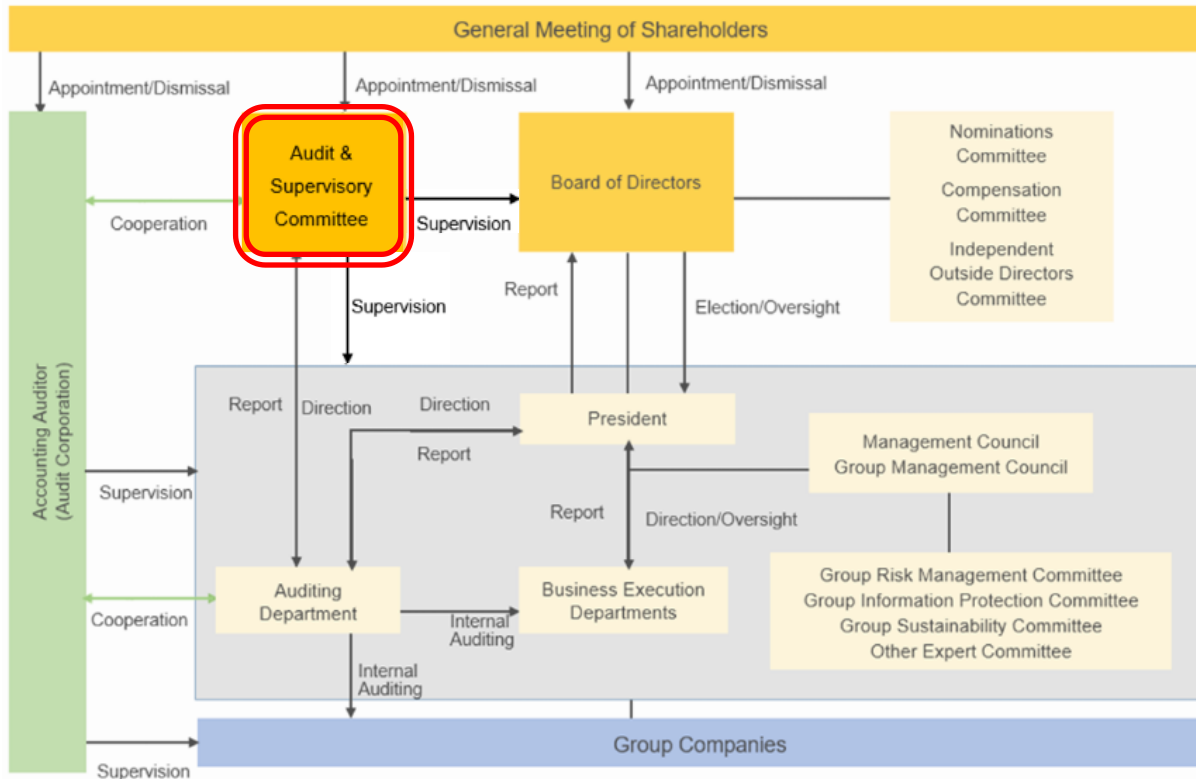 General Meeting of Shareholders
Appointment/Dismissal
Appointment/Dismissal
Appointment/Dismissal
Audit &
Supervisory
Committee
Board of Directors
Nominations
Committee
Compensation
Committee
Independent
Outside Directors
Committee
Cooperation
Supervision
Supervision
Report
Election/Oversight
Accounting Auditor
(Audit Corporation)
Report
Direction
Direction
Report
President
Management Council
Group Management Council
Supervision
Report
Direction/Oversight
Auditing
Department
Business Execution
Departments
Group Risk Management Committee
Group Information Protection Committee
Group Sustainability Committee
Other Expert Committee
Cooperation
Internal
Auditing
Internal
Auditing
Group Companies
Supervision